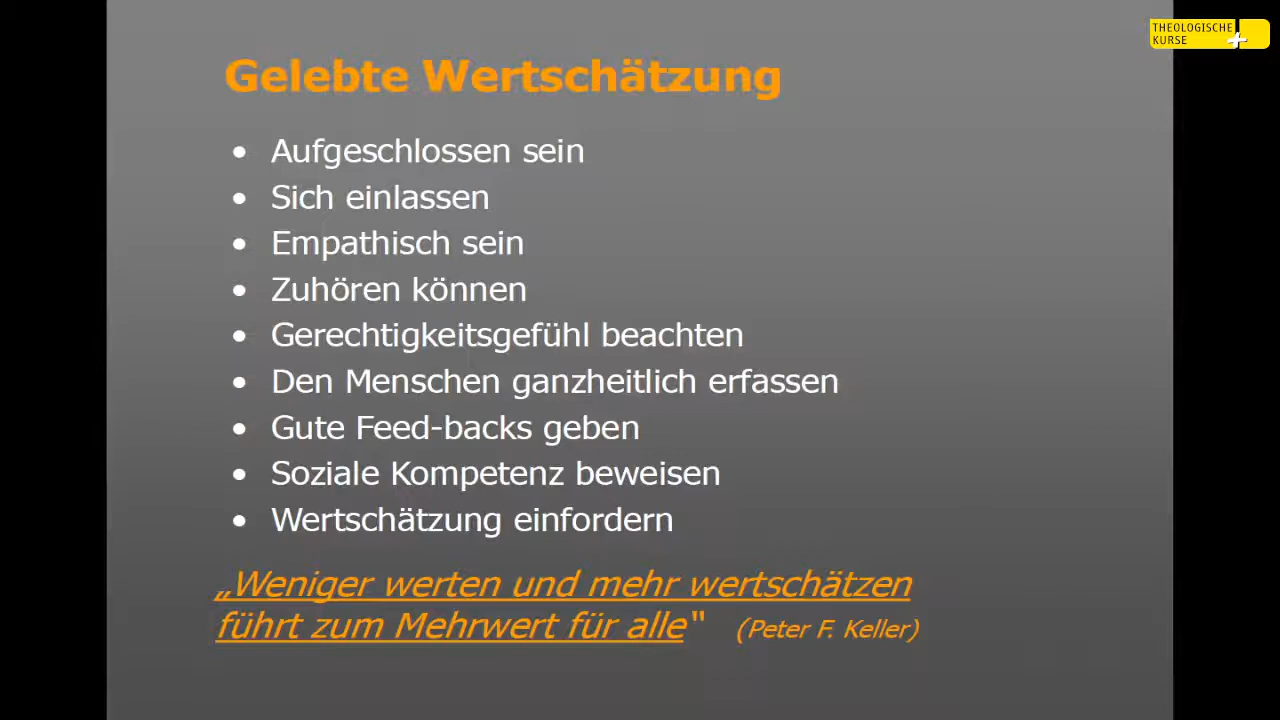 THEOLOGISCHE
KURSE
Gelebte Wertschätzung
• Aufgeschlossen sein
• Sich einlassen
• Empathisch sein
• Zuhören können
• Gerechtigkeitsgefühl beachten
• Den Menschen ganzheitlich erfassen
• Gute Feed-backs geben
• Soziale Kompetenz beweisen
• Wertschätzung einfordern
„Weniger werten und mehr wertschätzen
führt zum Mehrwert für alle" (Peter F. Keller)